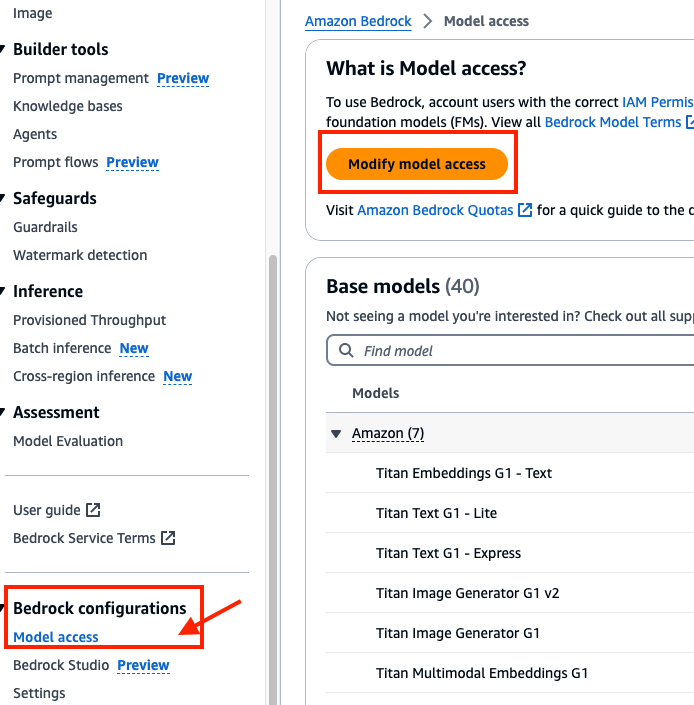 Image
Builder tools
Prompt management Preview
Knowledge bases
Agents
Prompt flows Preview
Safeguards
Guardrails
Watermark detection
Inference
Provisioned Throughput
Batch inference New
Cross-region inference New
Assessment
Model Evaluation
User guide
Bedrock Service Terms
Bedrock configurations
Model access
Bedrock Studio Preview
Settings
Amazon Bedrock > Model access
What is Model access?
To use Bedrock, account users with the correct IAM Permis
foundation models (FMs). View all Bedrock Model Terms
Modify model access
Visit Amazon Bedrock Quotas for a quick guide to the
Base models (40)
Not seeing a model you're interested in? Check out all sup
Find model
Models
Amazon (7)
Titan Embeddings G1 - Text
Titan Text G1 - Lite
Titan Text G1 - Express
Titan Image Generator G1 v2
Titan Image Generator G1
Titan Multimodal Embeddings G1